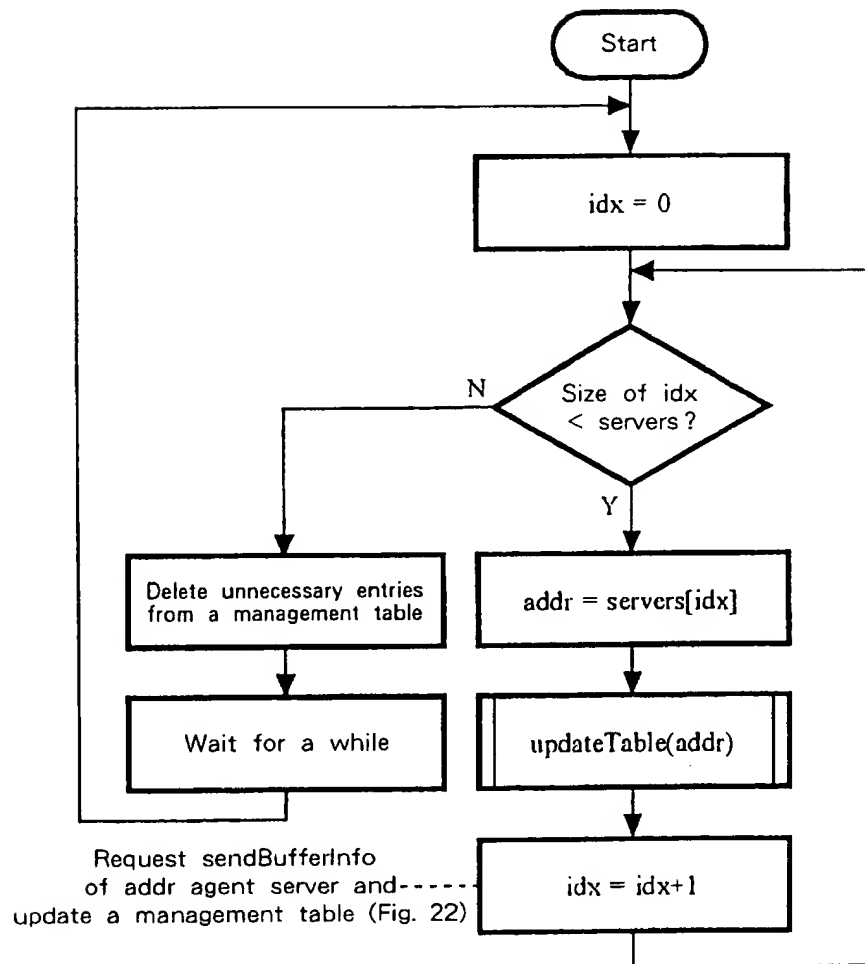 Start
idx = 0
Size of idx
< servers?
N
Y
Delete unnecessary entries
from a management table
addr = servers[idx]
Wait for a while
updateTable(addr)
Request sendBufferInfo
of addr agent server and
update a management table (Fig. 22)
idx = idx+1